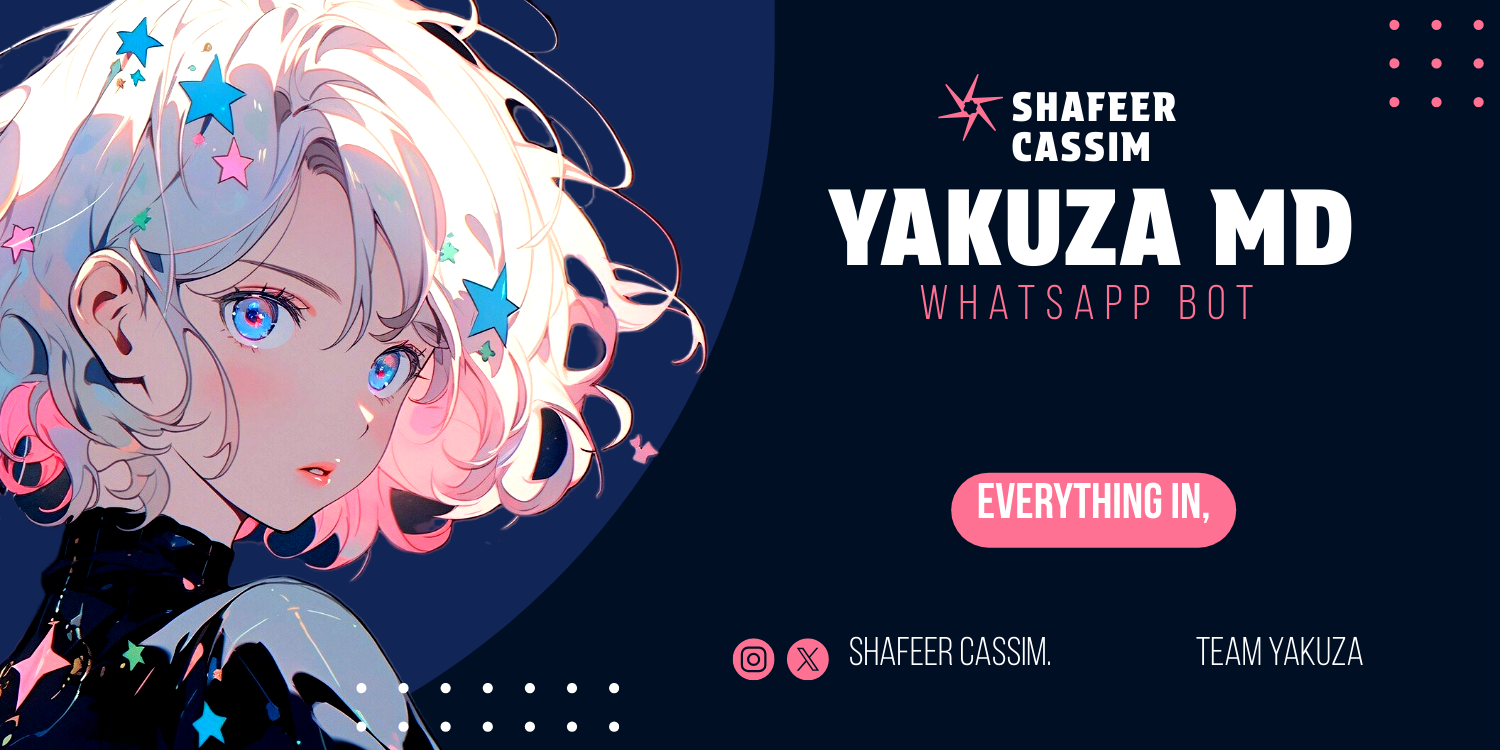 SHAFEER
CASSIM
YAKUZA MD
WHATSAPP BOT
EVERYTHING IN,
SHAFEER CASSIM.
TEAM YAKUZA